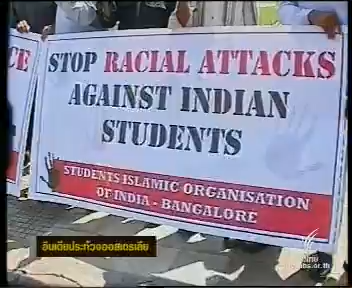 CE
STOP RACIAL ATTACKS
AGAINST INDIAN
STUDENTS
STUDENTS ISLAMIC ORGANISATION
OF INDIA - BANGALORE
อินเดียประท้วงออสเตรเลีย